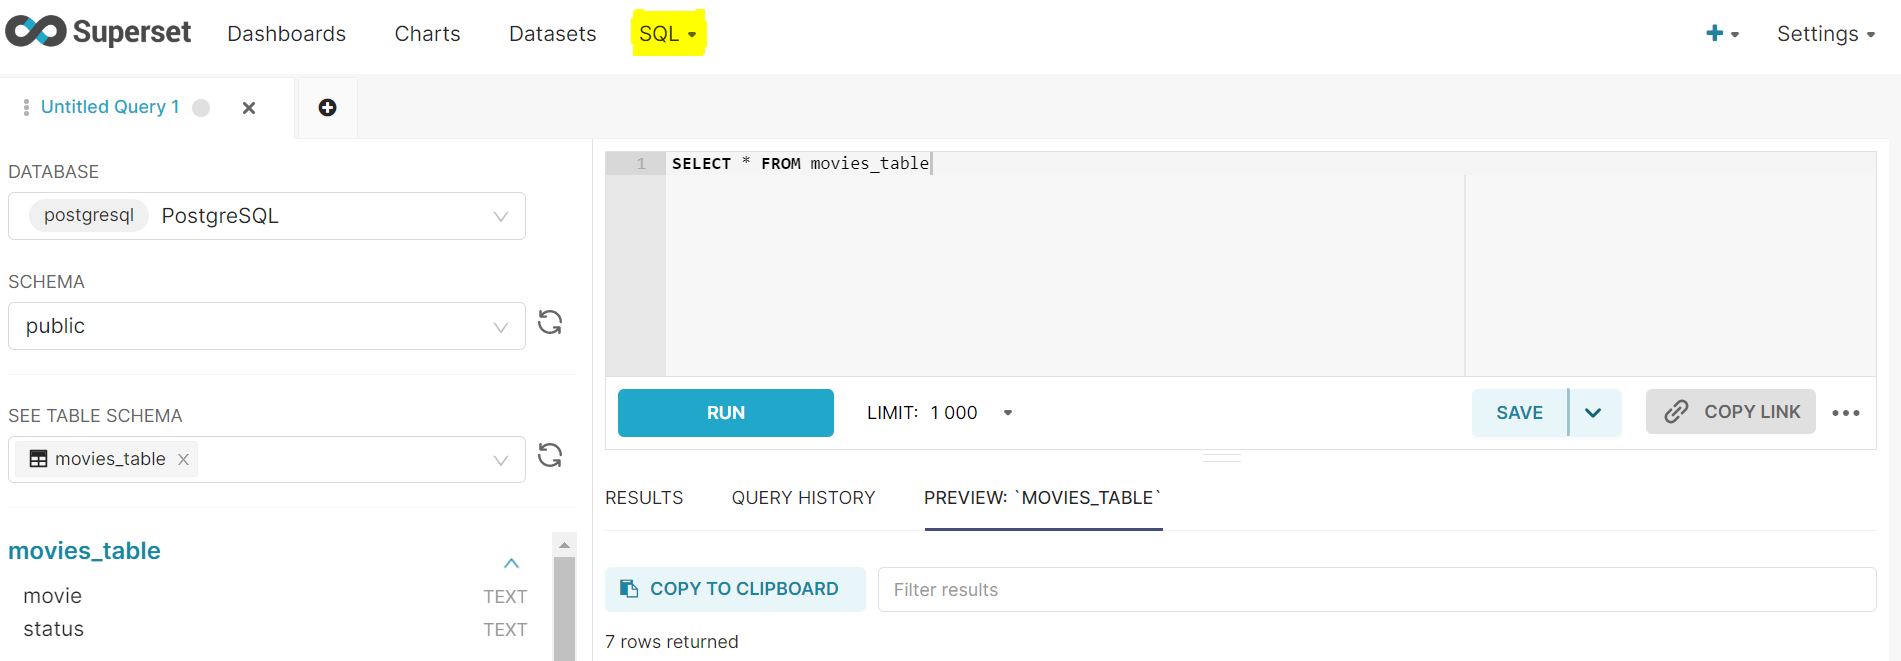 Superset Dashboards Charts Datasets SQL Settings
Untitled Query 1
DATABASE
postgresql PostgreSQL
SCHEMA
public
SEE TABLE SCHEMA
movies_table
movies_table
movie TEXT
status TEXT
1 SELECT * FROM movies_table
RUN LIMIT: 1 000 SAVE COPY LINK
RESULTS QUERY HISTORY PREVIEW: `MOVIES_TABLE`
COPY TO CLIPBOARD Filter results
7 rows returned